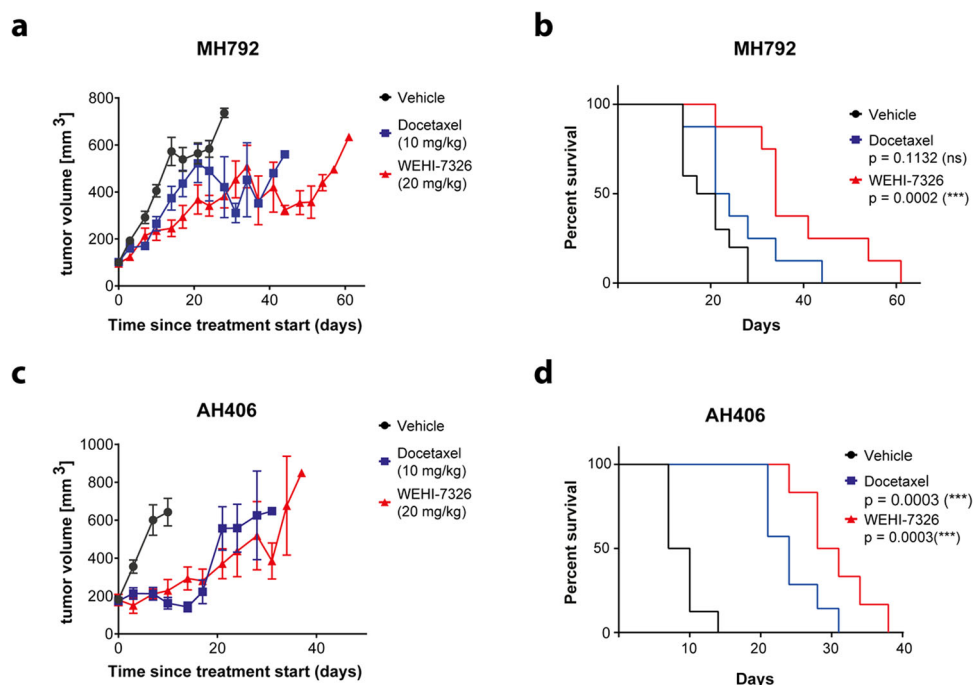 a
MH792
tumor volume [mm 3]
800
600
400
200
0
0
20
40
60
Time since treatment start (days)
Vehicle
Docetaxel
(10 mg/kg)
WEHI-7326
(20 mg/kg)
b
MH792
Percent survival
100
50
0
20
40
60
Days
Vehicle
Docetaxel
p = 0.1132 (ns)
WEHI-7326
p = 0.0002 (***)
c
AH406
tumor volume [mm 3]
1000
800
600
400
200
0
0
20
40
Time since treatment start (days)
Vehicle
Docetaxel
(10 mg/kg)
WEHI-7326
(20 mg/kg)
d
AH406
Percent survival
100
50
0
10
20
30
40
Days
Vehicle
Docetaxel
p = 0.0003 (***)
WEHI-7326
p = 0.0003(***)